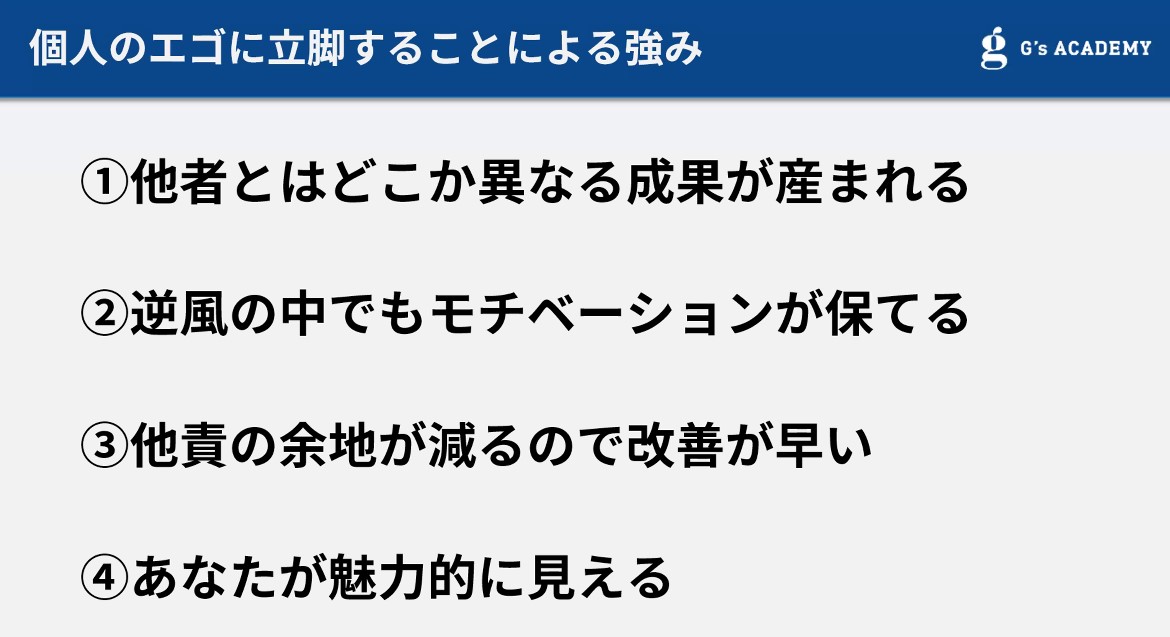 個人のエゴに立脚することによる強み
G's ACADEMY
①他者とはどこか異なる成果が産まれる
②逆風の中でもモチベーションが保てる
③他責の余地が減るので改善が早い
④あなたが魅力的に見える